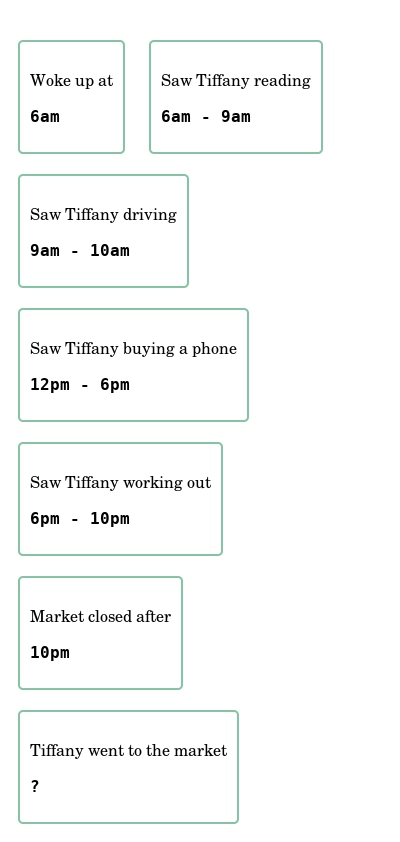 Woke up at
6am
Saw Tiffany reading
6am - 9am
Saw Tiffany driving
9am - 10am
Saw Tiffany buying a phone
12pm - 6pm
Saw Tiffany working out
6pm - 10pm
Market closed after
10pm
Tiffany went to the market
?